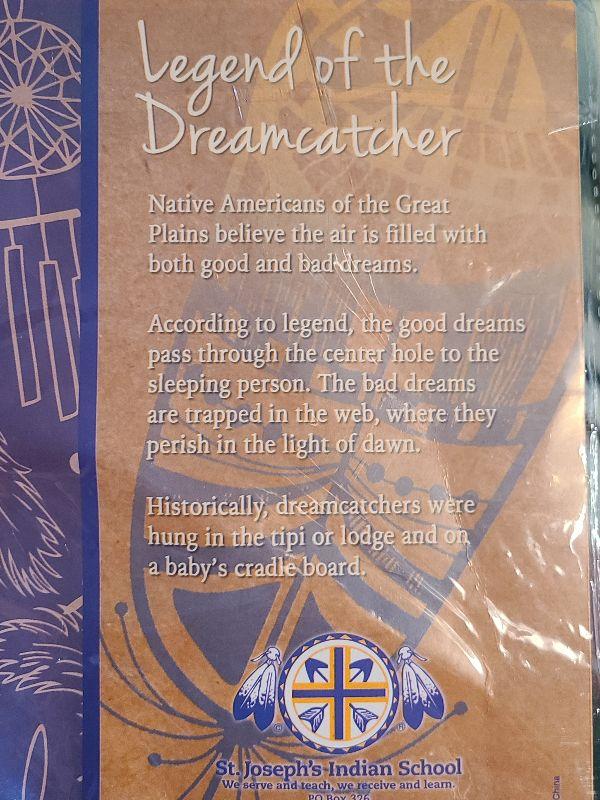 Legend of the
Dreamcatcher
Native Americans of the Great
Plains believe the air is filled with
both good and bad dreams.
According to legend, the good dreams
pass through the center hole to the
sleeping person. The bad dreams
are trapped in the web, where they
perish in the light of dawn.
Historically, dreamcatchers were
hung in the tipi or lodge and on
a baby's cradle board.
© ®
St. Joseph's Indian School
We serve and teach, we receive and learn.
PO Box 326
China